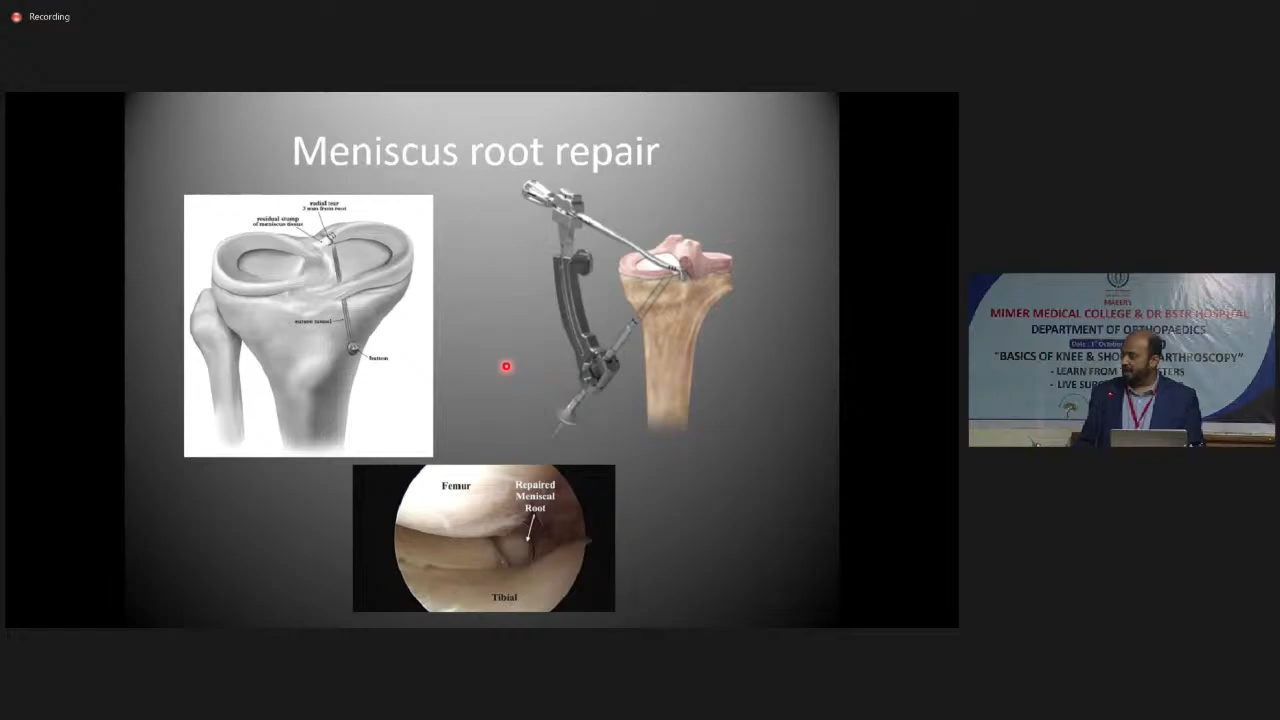 Recording
Meniscus root repair
radial tear
3 mm from root
residual stump
of meniscus tissue
suture tunnel
button
Femur
Repaired
Meniscal
Root
Tibial
MAEER'S
MIMER MEDICAL COLLEGE & DR BSTR HOSPITAL
DEPARTMENT OF ORTHOPAEDICS
Date : 1st October
"BASICS OF KNEE & SHO ARTHROSCOPY"
- LEARN FROM STERS
- LIVE SUR